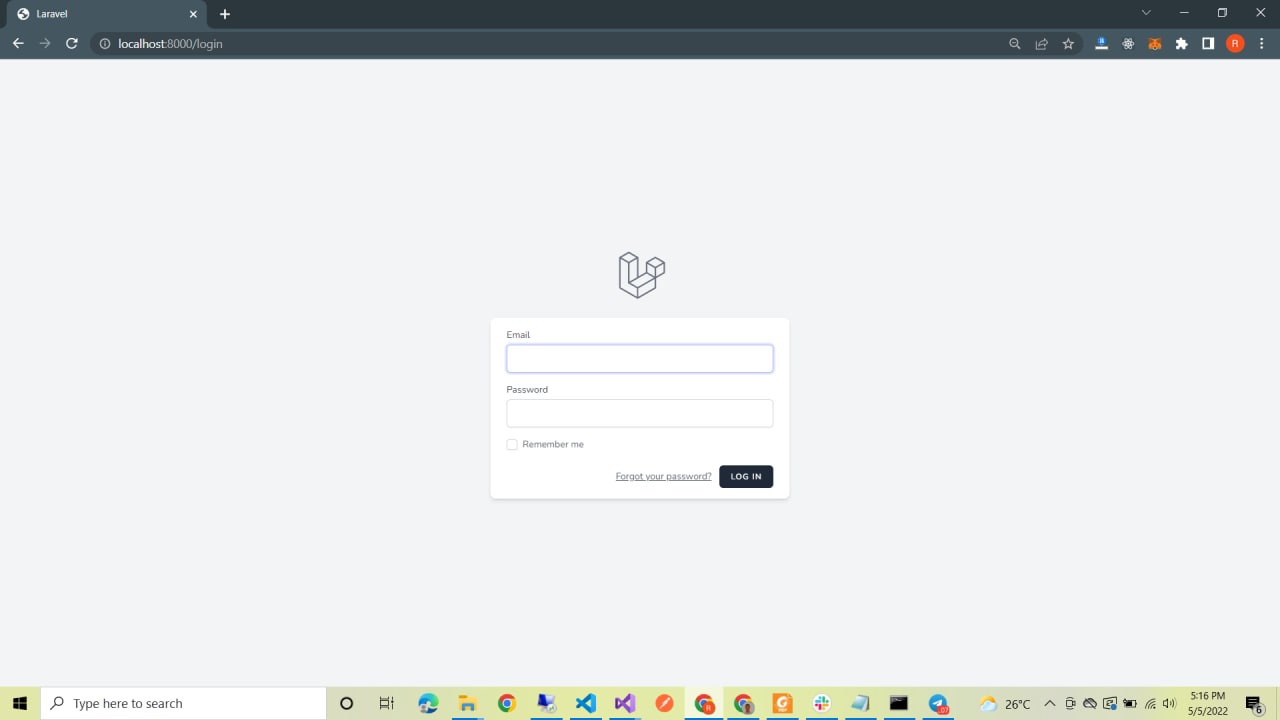 Laravel
localhost:8000/login
R
Email
Password
Remember me
Forgot your password? LOG IN
Type here to search
26°C
5:16 PM
5/5/2022
6